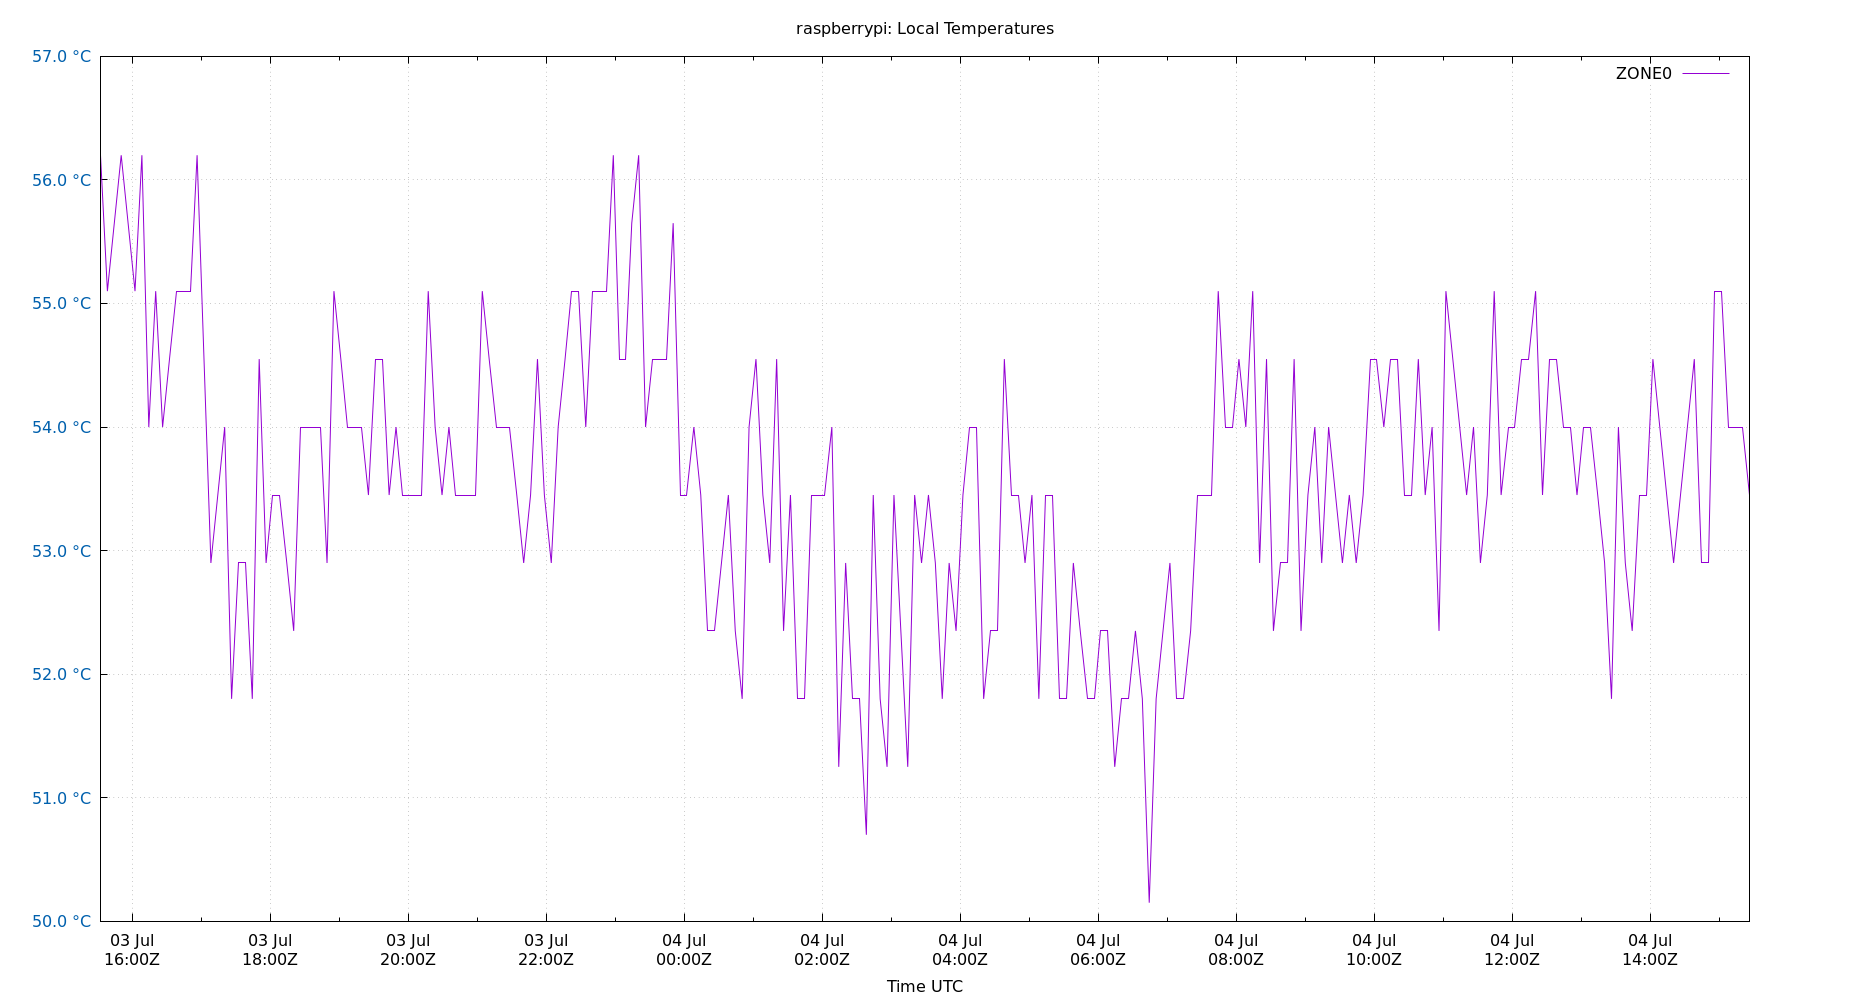 raspberrypi: Local Temperatures
57.0 °C
ZONE0
56.0 °C
55.0 °C
54.0 °C
53.0 °C
52.0 °C
51.0 °C
50.0 °C
03 Jul 03 Jul 03 Jul 03 Jul 04 Jul 04 Jul 04 Jul 04 Jul 04 Jul 04 Jul 04 Jul 04 Jul
16:00Z 18:00Z 20:00Z 22:00Z 00:00Z 02:00Z 04:00Z 06:00Z 08:00Z 10:00Z 12:00Z 14:00Z
Time UTC